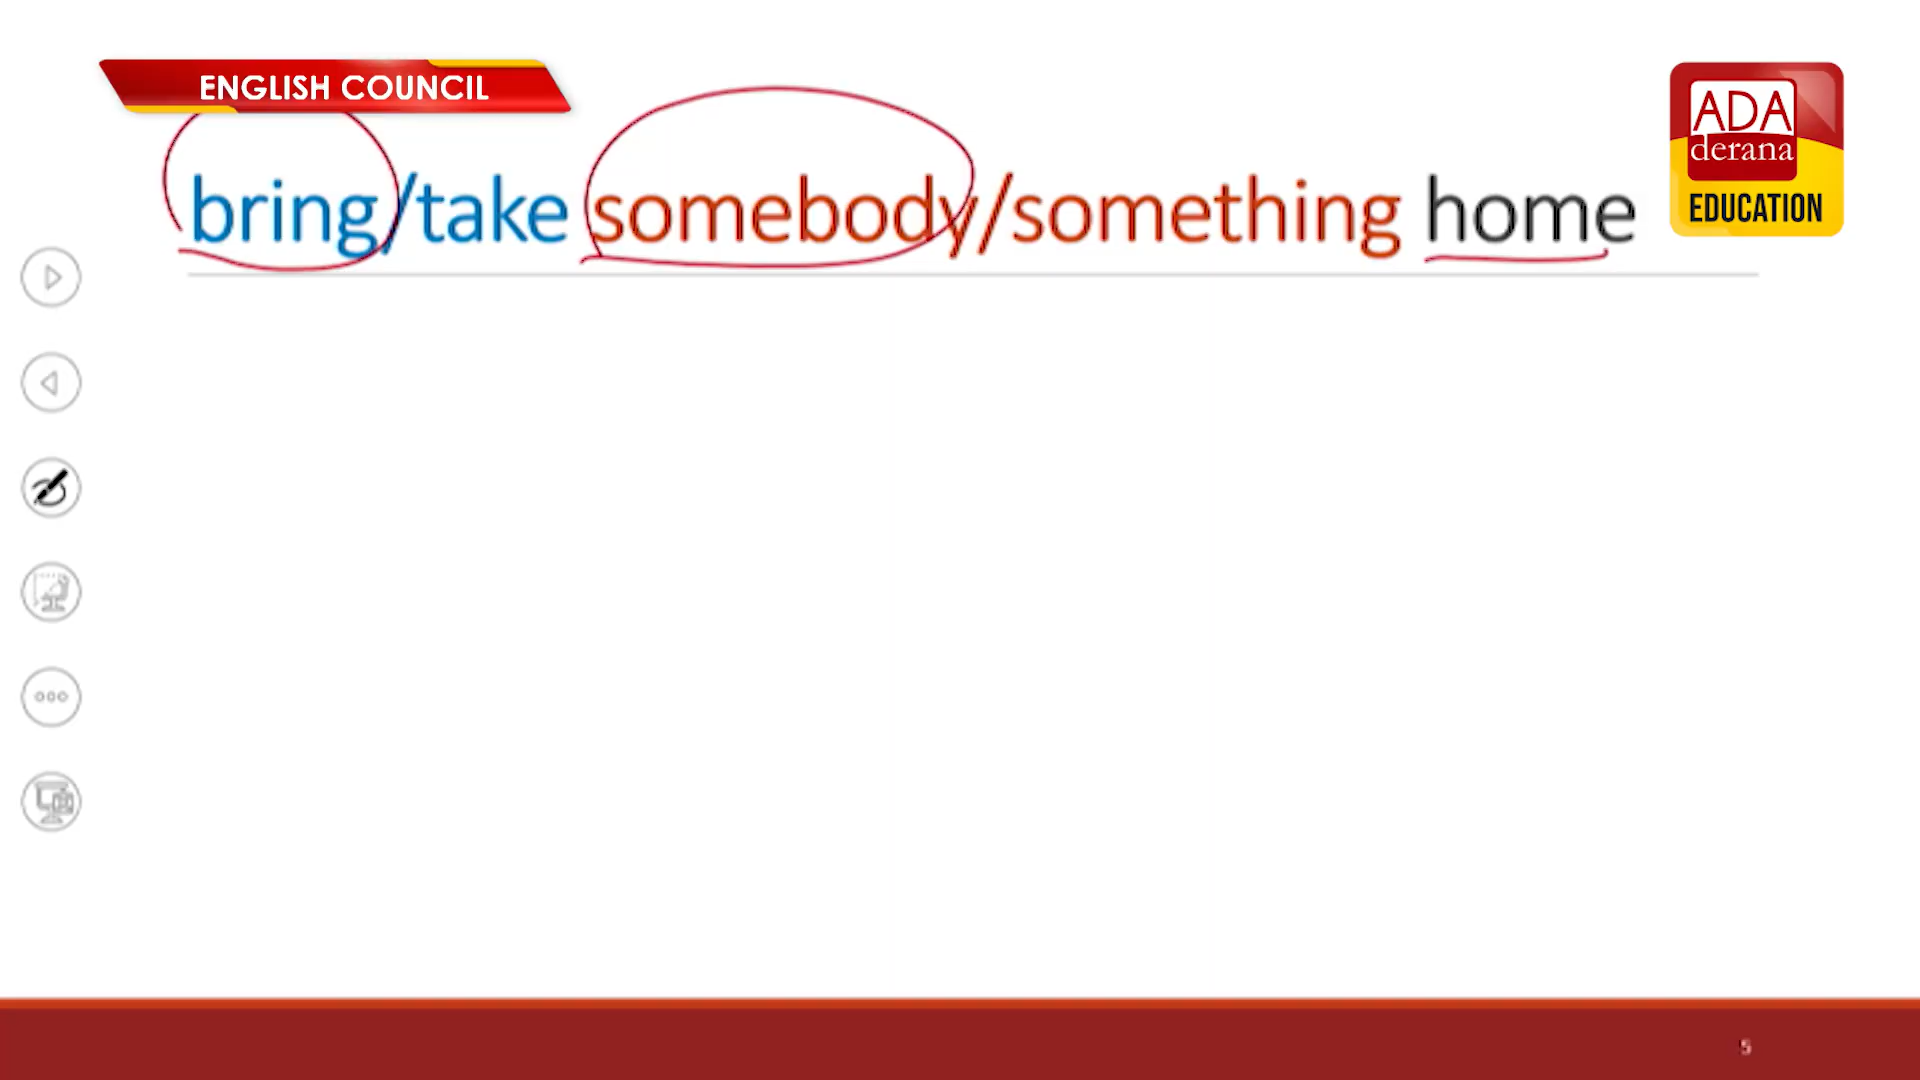 ENGLISH COUNCIL
ADA
derana
EDUCATION
bring/take somebody/something home
5